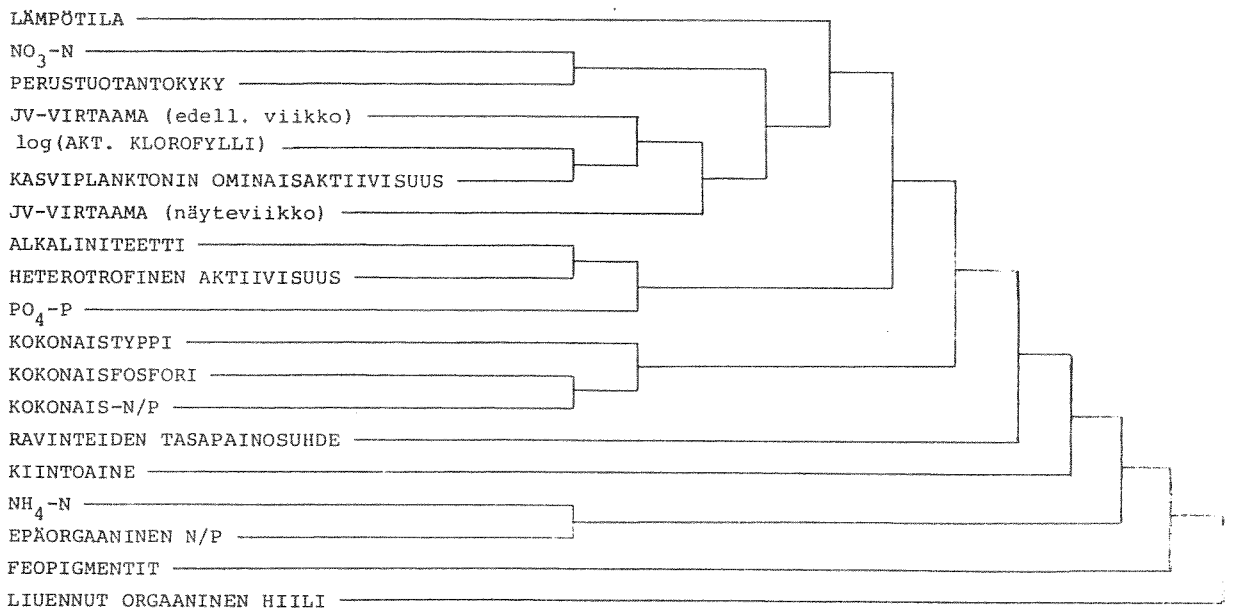 LÄMPÖTILA
NO3-N
PERUSTUOTANTOKYKY
JV-VIRTAAMA (edell. viikko)
log(AKT. KLOROFYLLI)
KASVIPLANKTONIN OMINAISAKTIIVISUUS
JV-VIRTAAMA (näyteviikko)
ALKALINITEETTI
HETEROTROFINEN AKTIIVISUUS
PO4-P
KOKONAISTYPPI
KOKONAISFOSFORI
KOKONAIS-N/P
RAVINTEIDEN TASAPAINOSUHDE
KIINTOAINE
NH4-N
EPÄORGAANINEN N/P
FEOPIGMENTIT
LIUENNUT ORGAANINEN HIILI